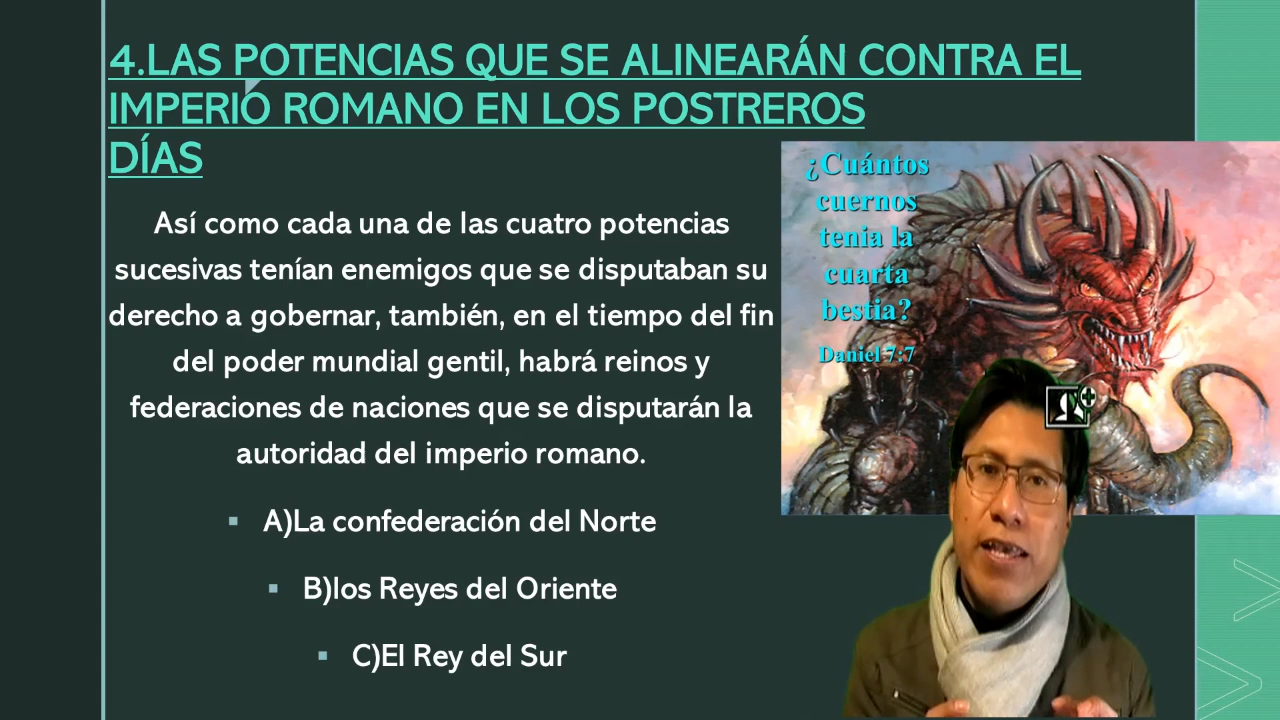 4.LAS POTENCIAS QUE SE ALINEARÁN CONTRA EL
IMPERIO ROMANO EN LOS POSTREROS
DÍAS
Así como cada una de las cuatro potencias
sucesivas tenían enemigos que se disputaban su
derecho a gobernar, también, en el tiempo del fin
del poder mundial gentil, habrá reinos y
federaciones de naciones que se disputarán la
autoridad del imperio romano.
A)La confederación del Norte
B)los Reyes del Oriente
C)El Rey del Sur
¿Cuántos
cuernos
tenia la
cuarta
bestia?
Daniel 7:7